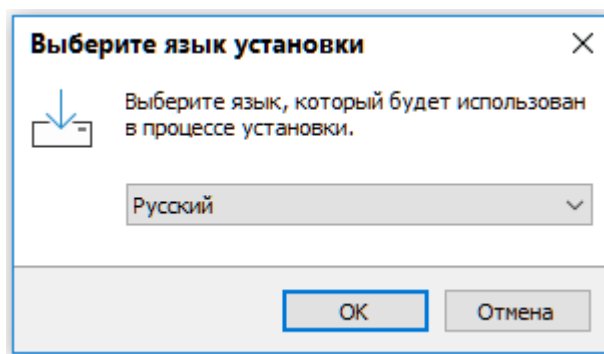 Выберите язык установки
Выберите язык, который будет использован
в процессе установки.
Русский
OK
Отмена